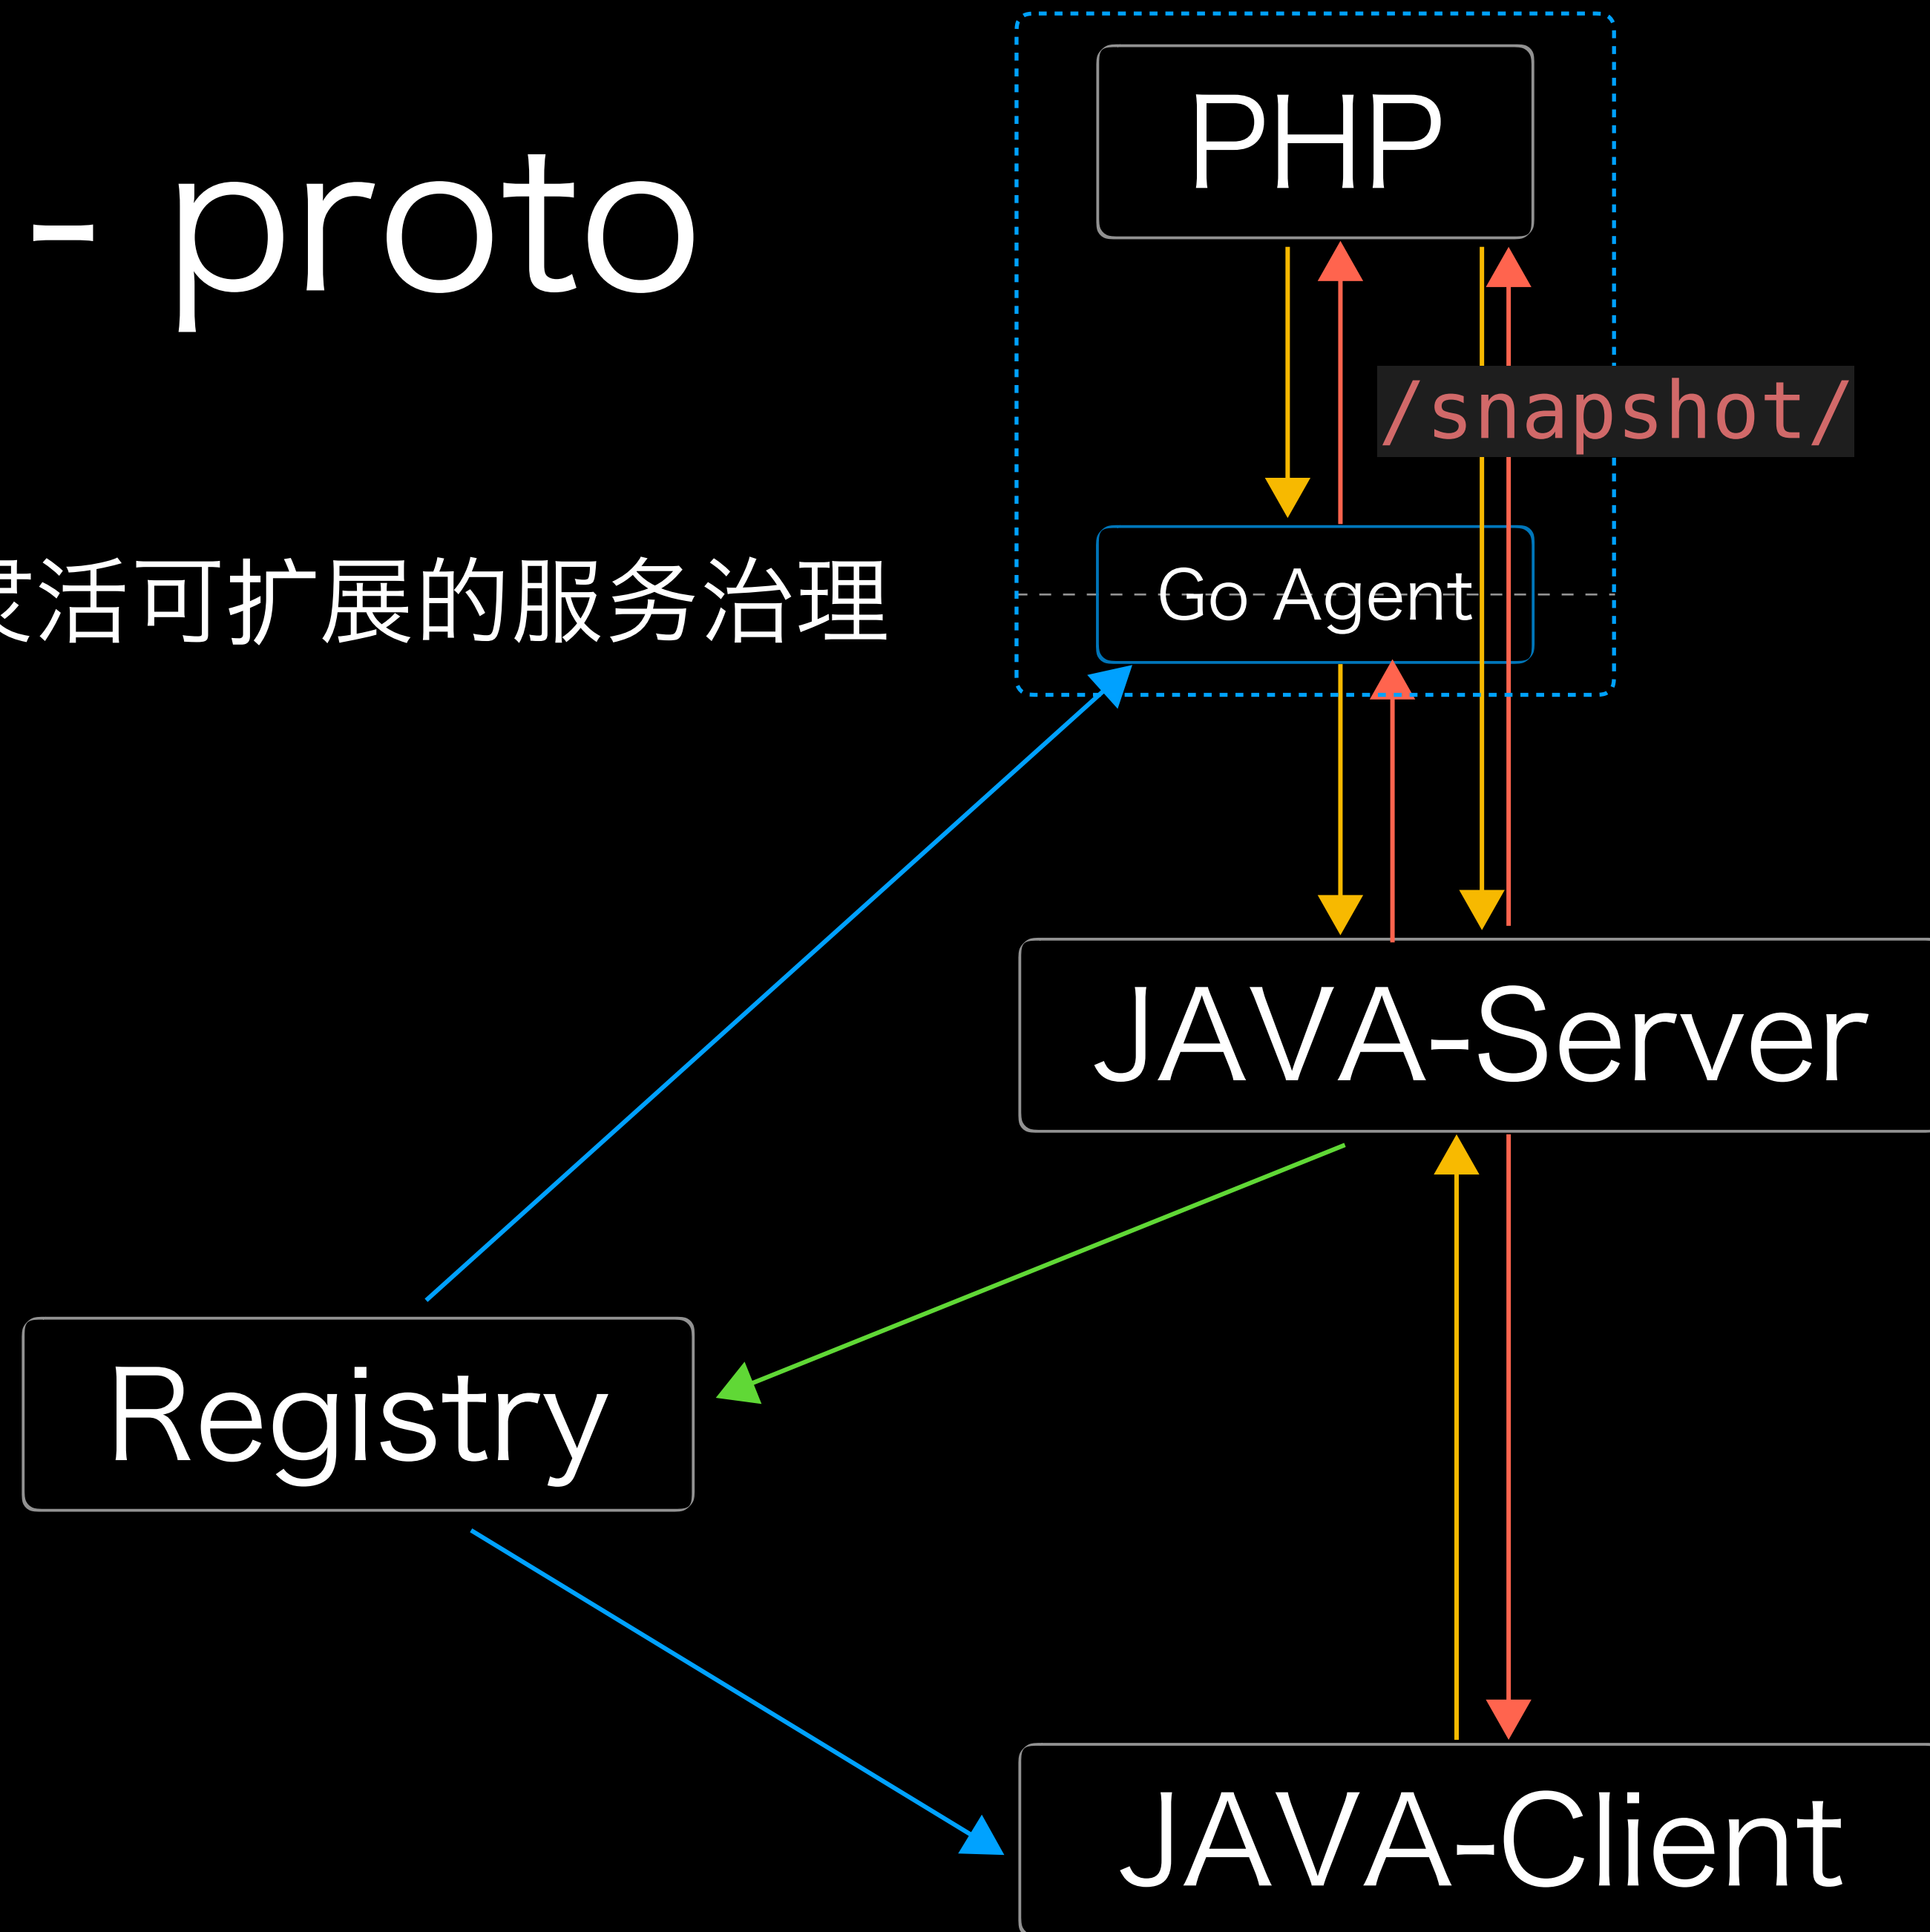 - proto
活可扩展的服务治理
PHP
/snapshot/
Go-Agent
JAVA-Server
Registry
JAVA-Client